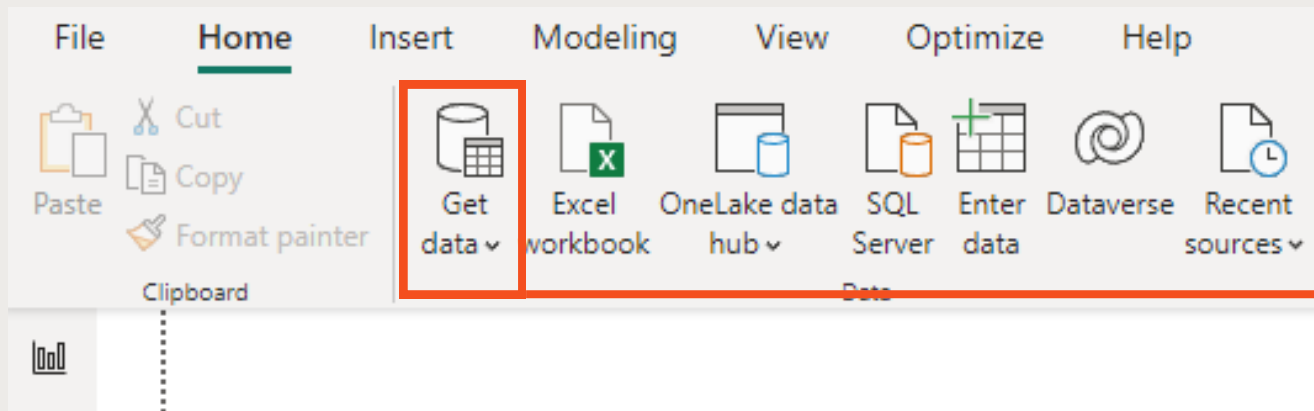 File Home Insert Modeling View Optimize Help
Paste
Cut
Copy
Format painter
Clipboard
Get
data
Excel
workbook
X
OneLake data
hub
SQL
Server
Enter
data
Dataverse
Recent
sources
Data